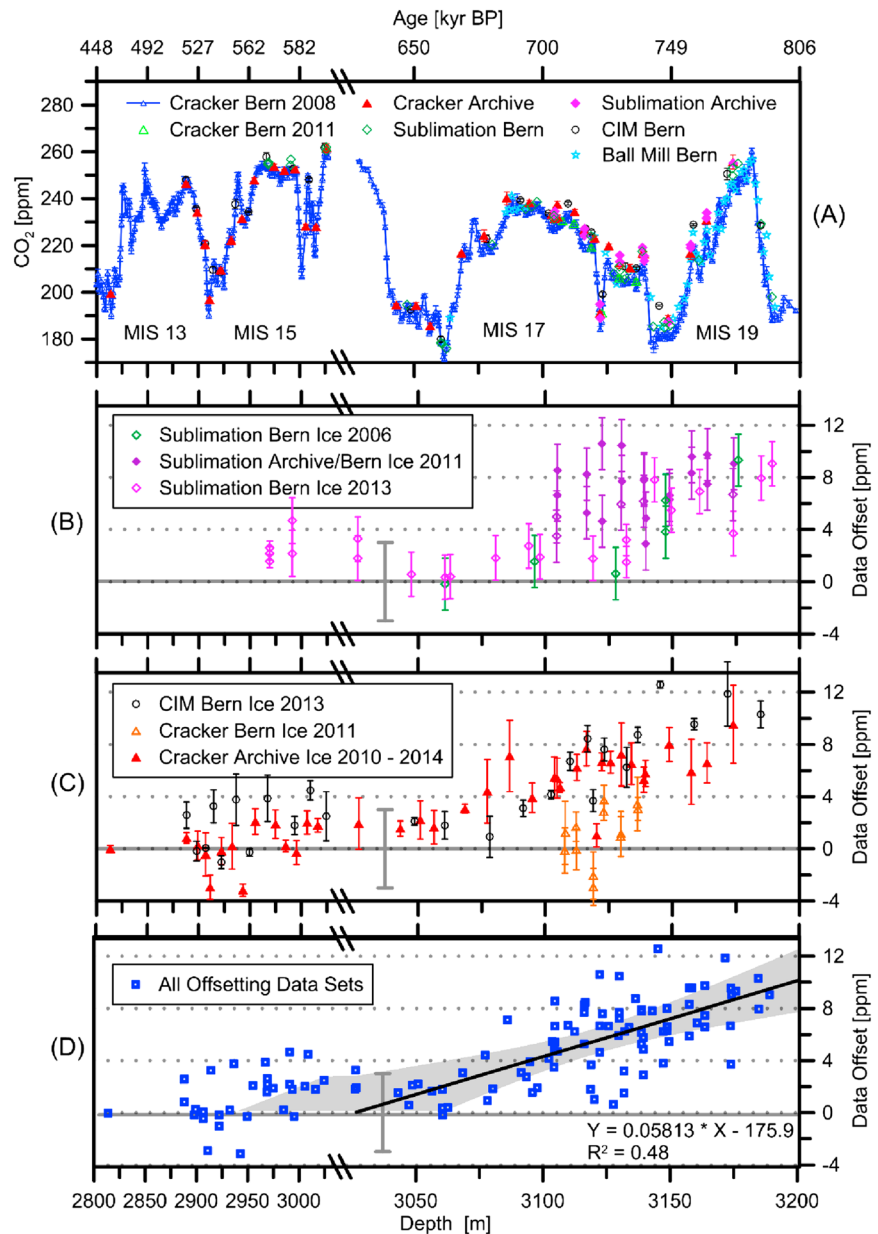 Age [kyr BP]
448 492 527 562 582 650 700 749 806
280
260
240
220
200
180
CO2 [ppm]
Cracker Bern 2008
Cracker Bern 2011
Cracker Archive
Sublimation Bern
Sublimation Archive
CIM Bern
Ball Mill Bern
(A)
MIS 13 MIS 15 MIS 17 MIS 19
(B)
Sublimation Bern Ice 2006
Sublimation Archive/Bern Ice 2011
Sublimation Bern Ice 2013
12
8
4
0
-4
Data Offset [ppm]
(C)
CIM Bern Ice 2013
Cracker Bern Ice 2011
Cracker Archive Ice 2010 - 2014
12
8
4
0
-4
Data Offset [ppm]
(D)
All Offsetting Data Sets
12
8
4
0
-4
Data Offset [ppm]
Y = 0.05813 * X - 175.9
R² = 0.48
2800 2850 2900 2950 3000 3050 3100 3150 3200
Depth [m]